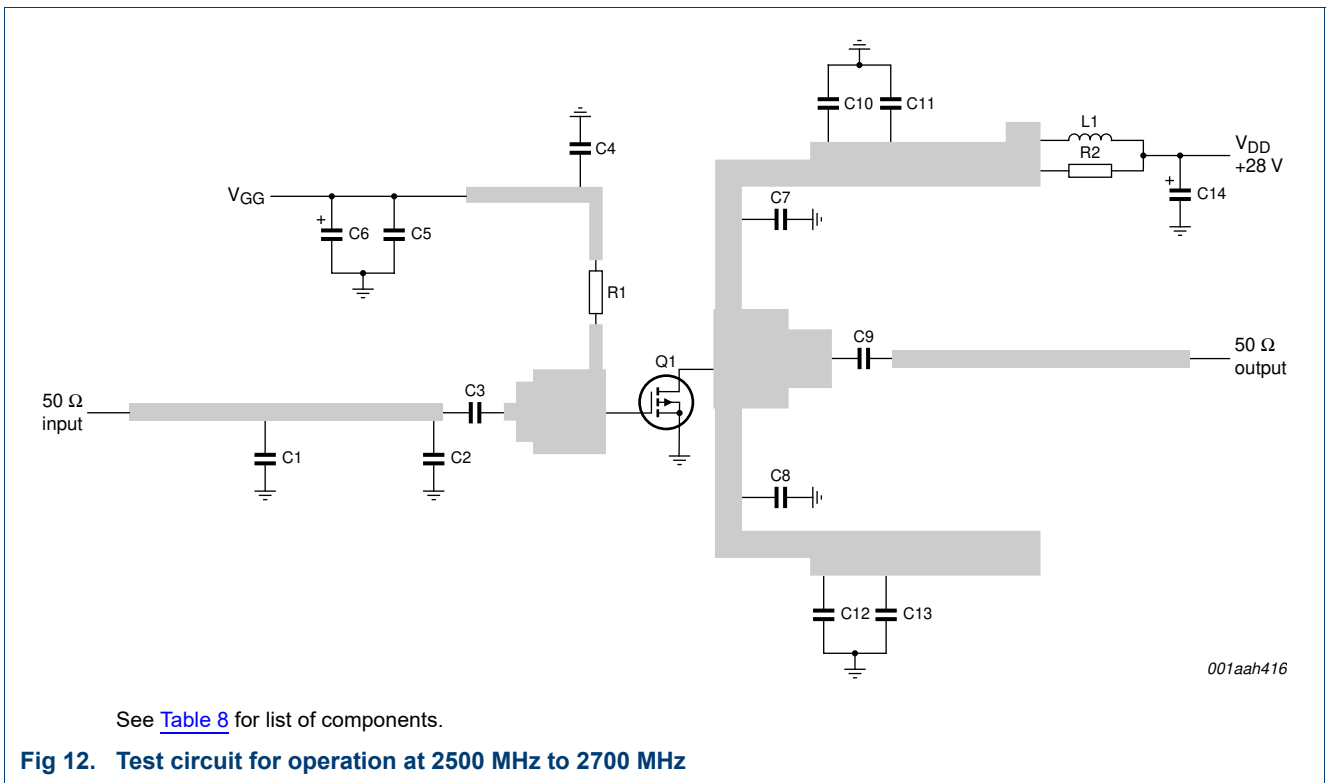 C10
C11
L1
R2
V_DD
+28 V
C4
C14
V_GG
C7
+
+
C6
C5
R1
C9
50 Ω
output
Q1
50 Ω
input
C3
C1
C2
C8
C12
C13
001aah416
See Table 8 for list of components.
Fig 12. Test circuit for operation at 2500 MHz to 2700 MHz